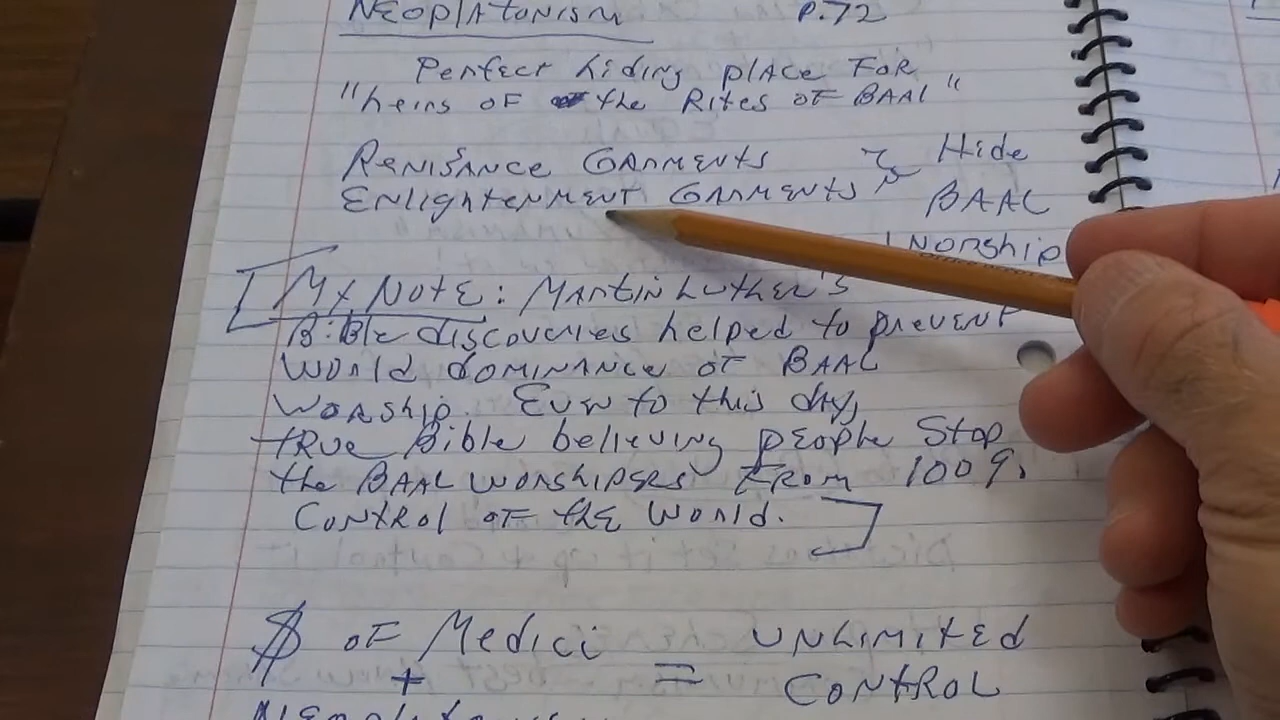 NEOPLATONISM P.72
Perfect hiding place FOR
"heirs OF the Rites OF BAAL"
RENISANCE GARMENTS Hide
ENlightENMENT GARMENTS BAAL
WORship
[My NOTE: MARTIN Luther's
BiBle discoveries helped to prevent
WORLD dominance OF BAAL
WORSHIP. Even to this day,
tRue Bible believing people Stop
the BAAL WORSHIPERS FROM 100%
CONTROL OF the WORLD.]
$ OF Medici = UNLIMITED
+ CONTROL